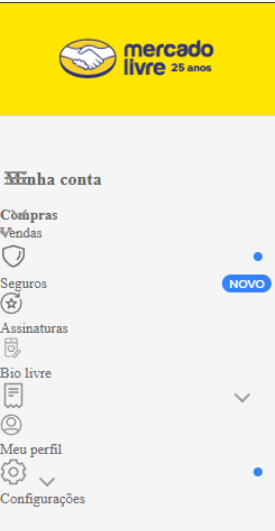 mercado
livre 25 anos
Minha conta
Compras
Vendas
Seguros NOVO
Assinaturas
Bio livre
Meu perfil
Configurações